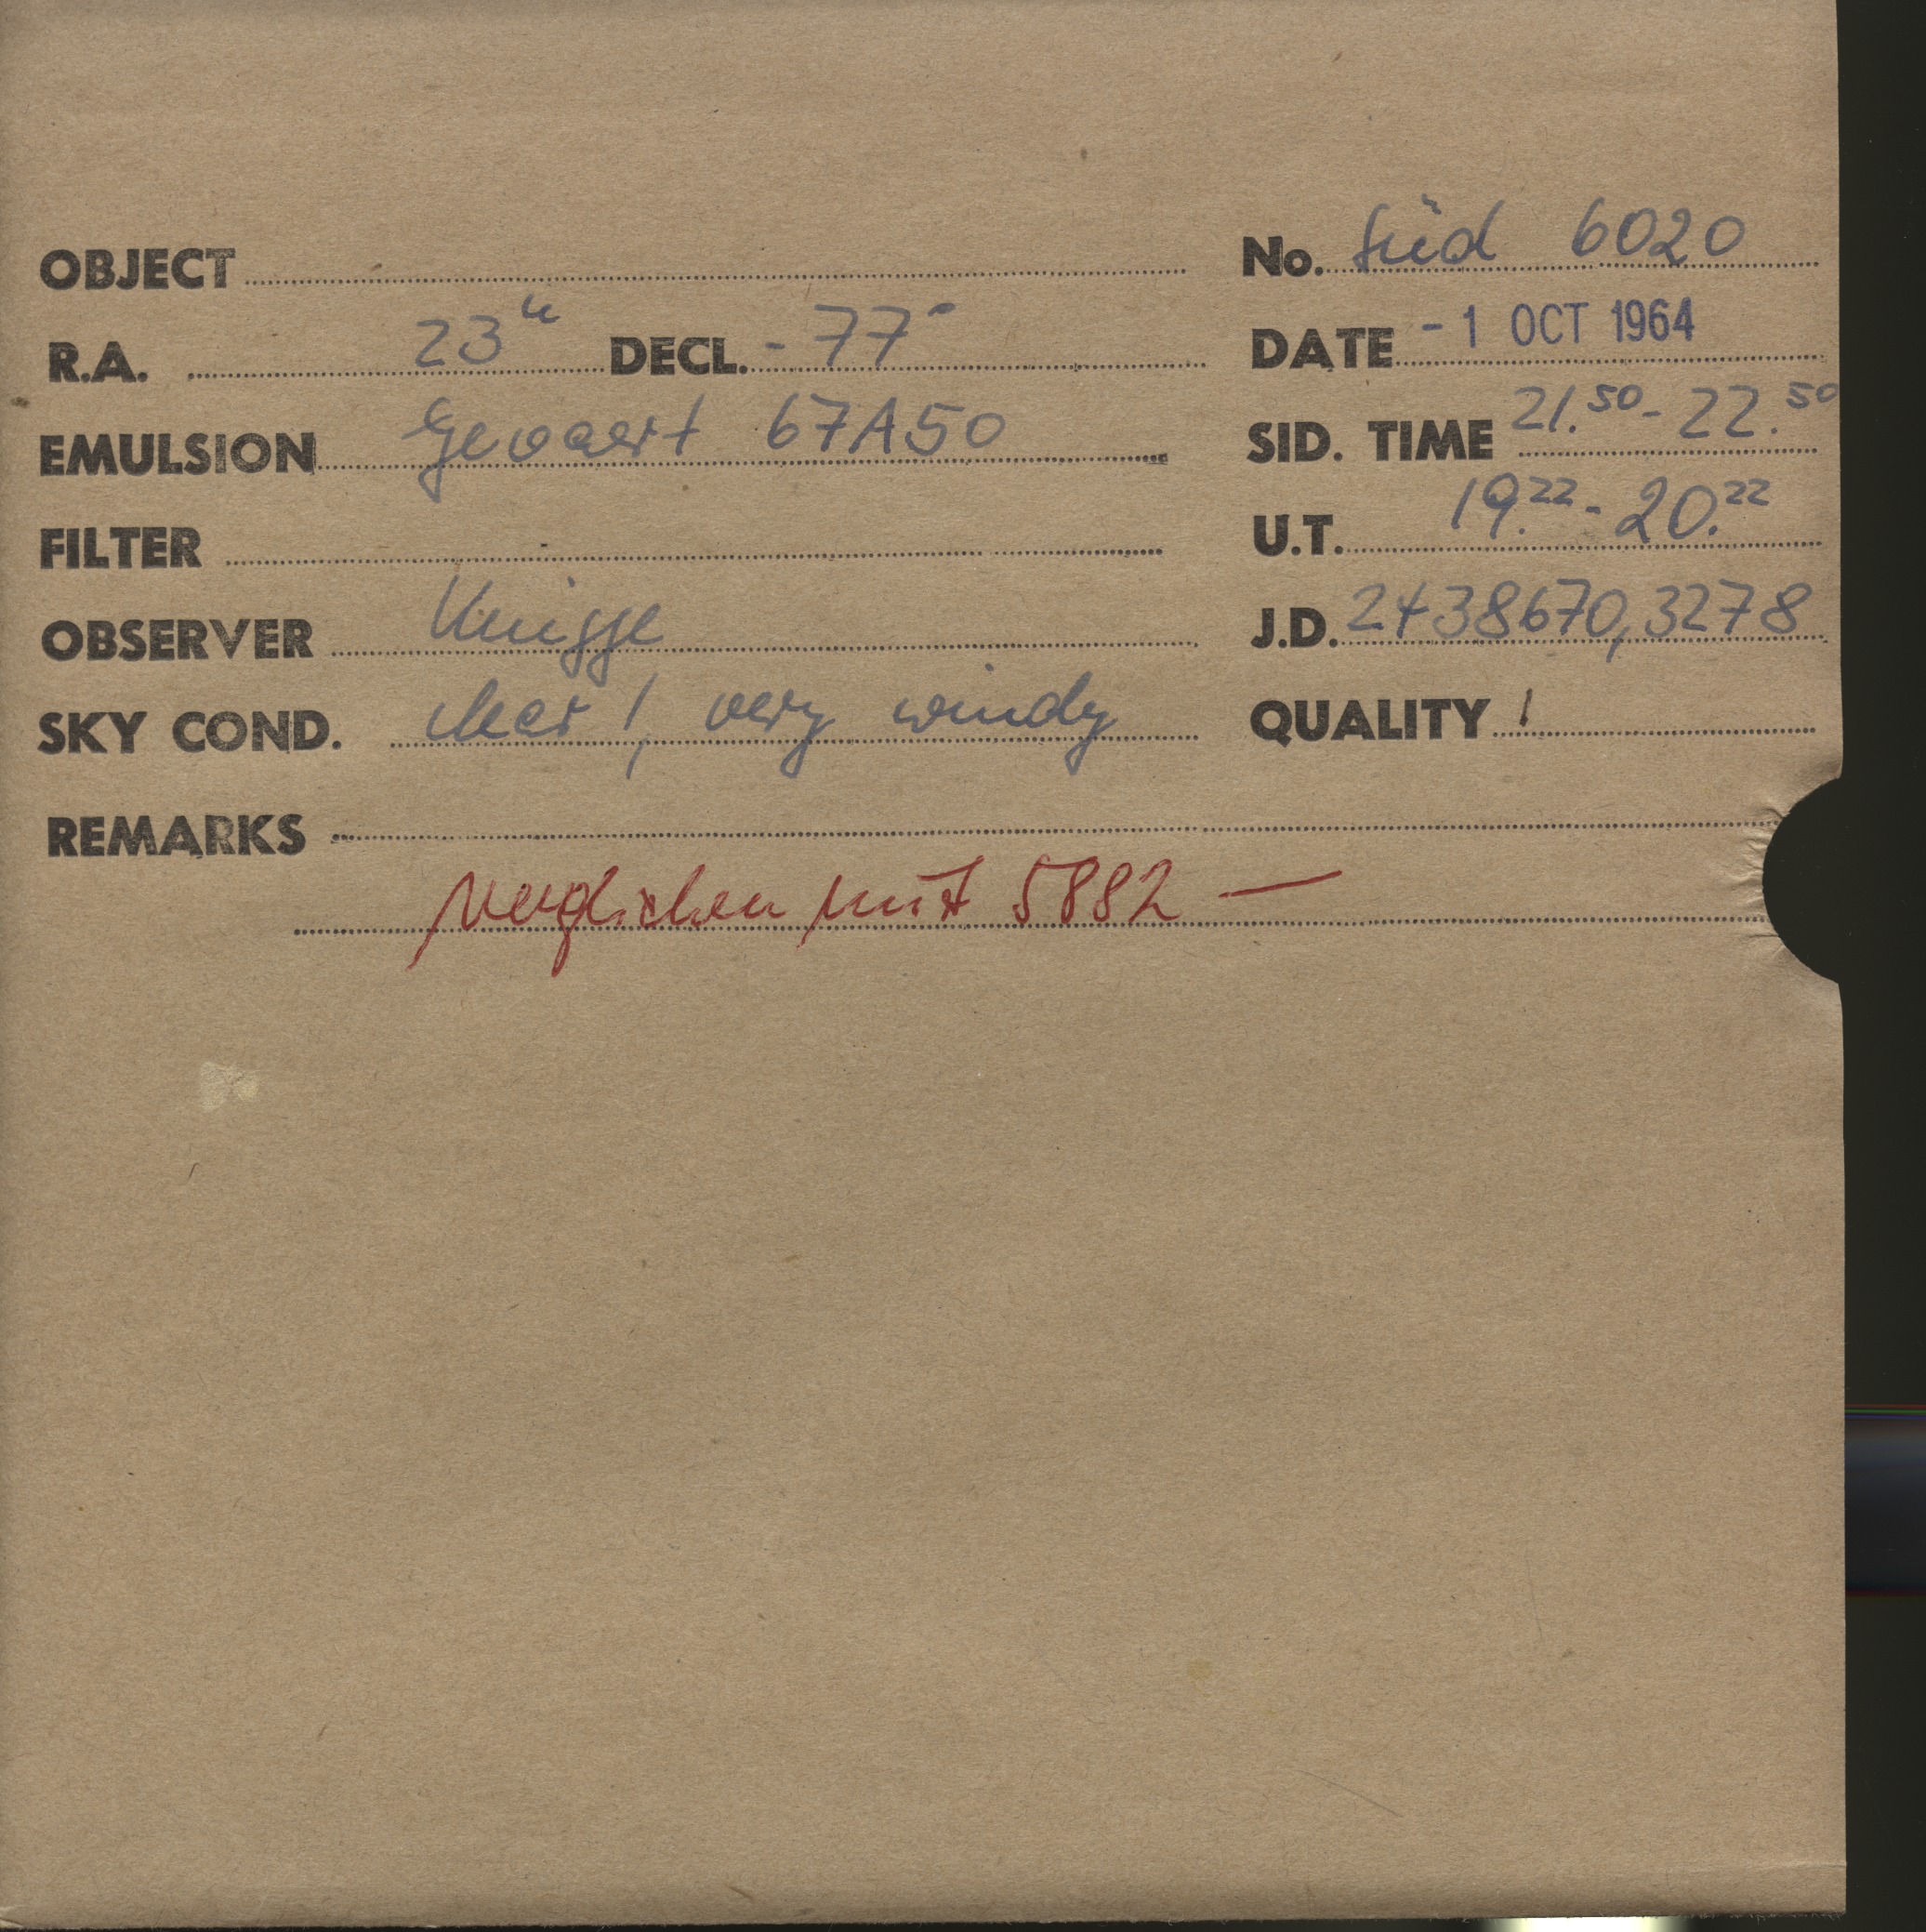 OBJECT No. Süd 6020
R.A. 23h DECL. -77° DATE -1 OCT 1964
EMULSION Gevaert 67A50 SID. TIME 21.50 - 22.50
FILTER U.T. 19.22 - 20.22
OBSERVER Knigge J.D. 2438670,3278
SKY COND. clear!, very windy QUALITY 1
REMARKS
verglichen mit 5882 —